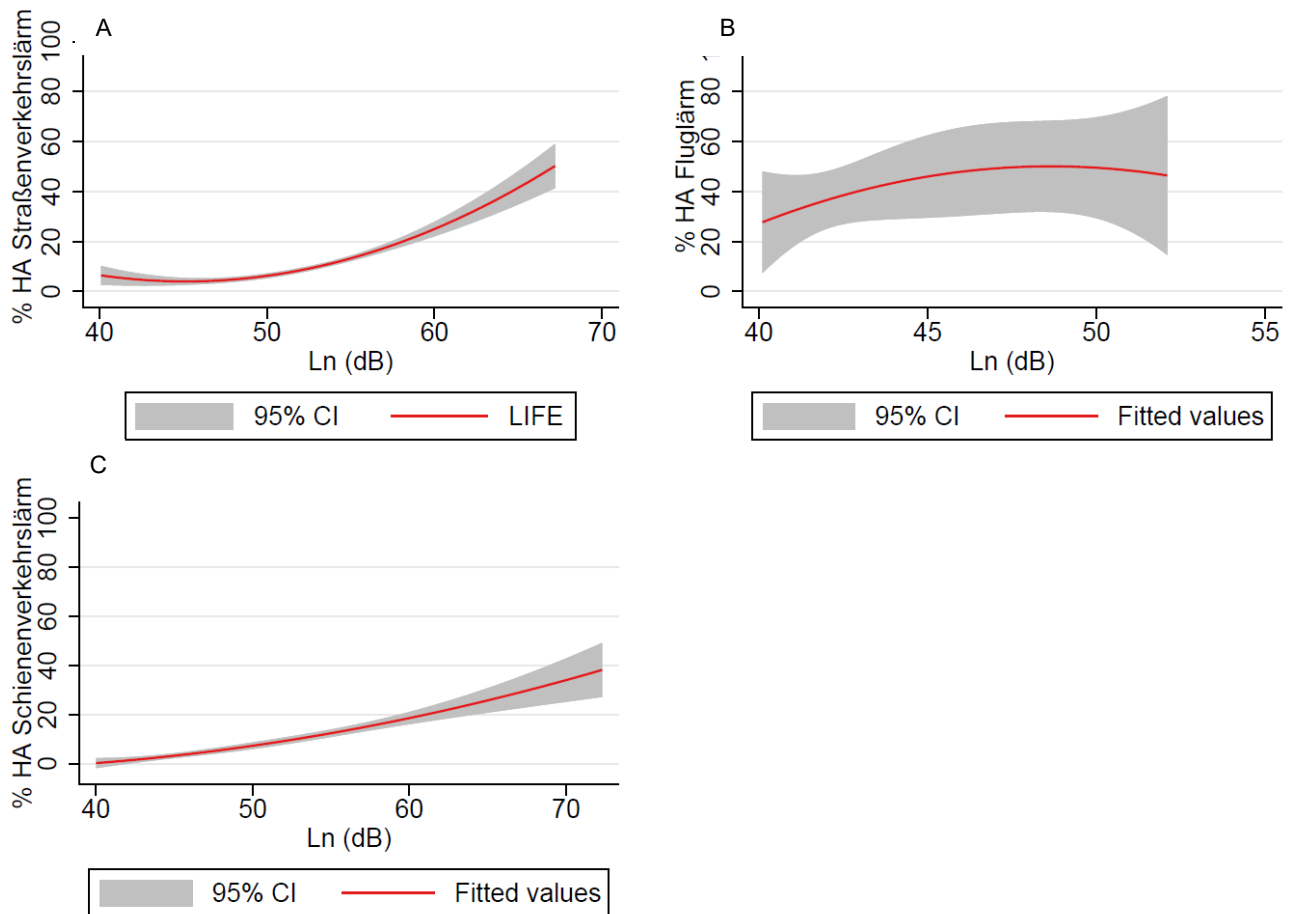 A
% HA Straßenverkehrslärm
0 20 40 60 80 100
40 50 60 70
Ln (dB)
95% CI LIFE
B
% HA Fluglärm
0 20 40 60 80
40 45 50 55
Ln (dB)
95% CI Fitted values
C
% HA Schienenverkehrslärm
0 20 40 60 80 100
40 50 60 70
Ln (dB)
95% CI Fitted values